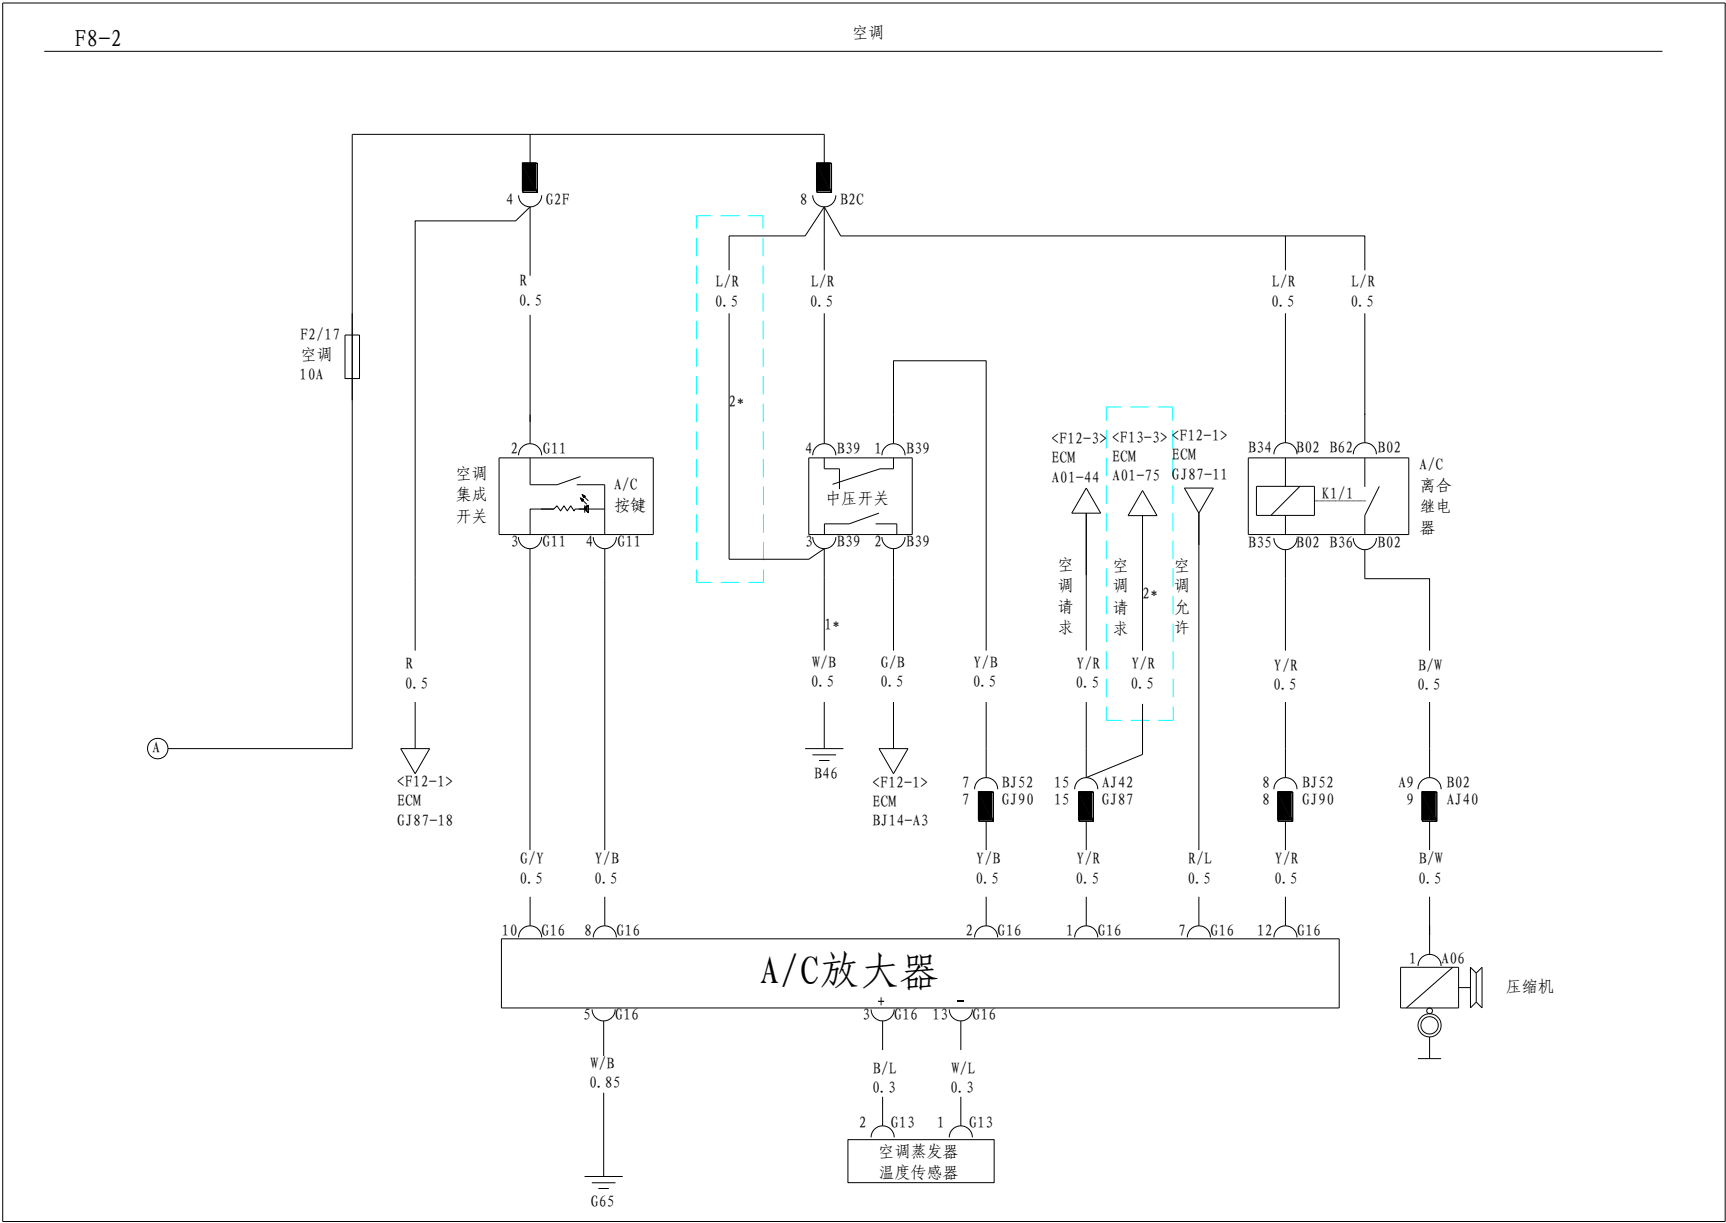 F8-2
空调
4 G2F
8 B2C
R
0.5
L/R
0.5
L/R
0.5
L/R
0.5
L/R
0.5
F2/17
空调
10A
2*
2 G11
4 B39
1 B39
<F12-3>
ECM
A01-44
<F13-3>
ECM
A01-75
<F12-1>
ECM
GJ87-11
B34 B02
B62 B02
空调
集成
开关
A/C
按键
中压开关
K1/1
A/C
离合
继电
器
3 G11
4 G11
3 B39
2 B39
B35 B02
B36 B02
空调请求
空调请求
2*
空调允许
1*
R
0.5
W/B
0.5
G/B
0.5
Y/B
0.5
Y/R
0.5
Y/R
0.5
Y/R
0.5
B/W
0.5
A
<F12-1>
ECM
GJ87-18
B46
<F12-1>
ECM
BJ14-A3
7 BJ52
7 GJ90
15 AJ42
15 GJ87
8 BJ52
8 GJ90
A9 B02
9 AJ40
G/Y
0.5
Y/B
0.5
Y/B
0.5
Y/R
0.5
R/L
0.5
Y/R
0.5
B/W
0.5
10 G16
8 G16
2 G16
1 G16
7 G16
12 G16
A/C放大器
1 A06
压缩机
+
-
5 G16
3 G16
13 G16
W/B
0.85
B/L
0.3
W/L
0.3
2 G13
1 G13
空调蒸发器
温度传感器
G65